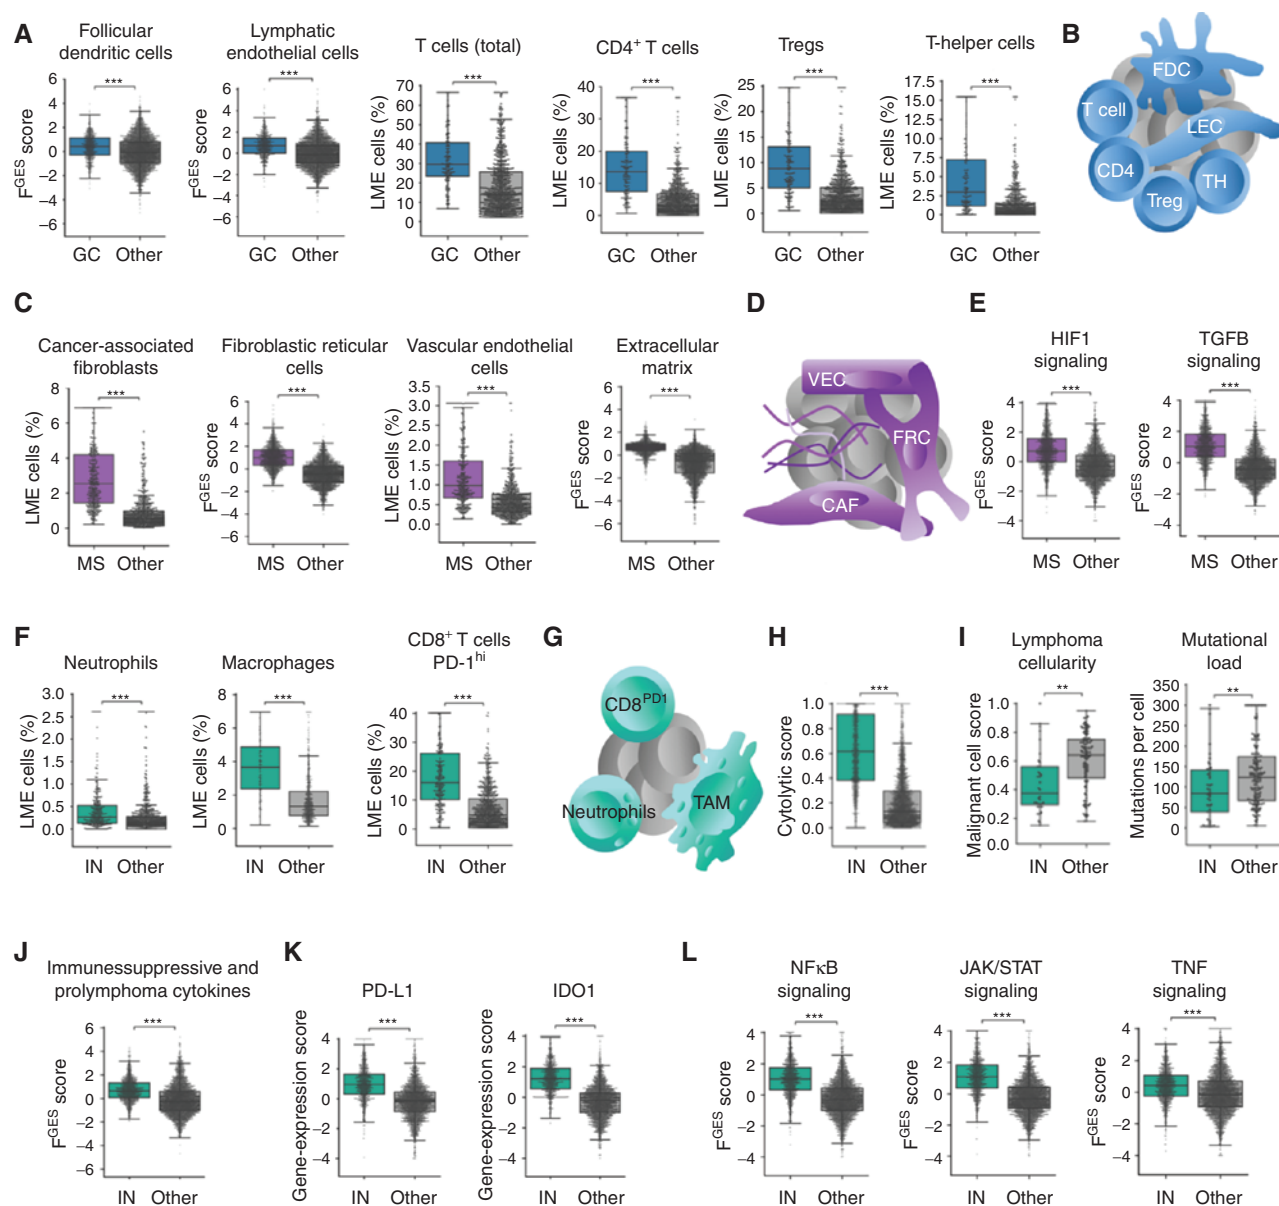 A
Follicular
dendritic cells
Lymphatic
endothelial cells
T cells (total)
CD4+ T cells
Tregs
T-helper cells
B
***
***
***
***
***
***
FGES score
6
4
2
0
−2
−4
−6
GC Other
FGES score
6
4
2
0
−2
−4
−6
GC Other
LME cells (%)
70
60
50
40
30
20
10
0
GC Other
LME cells (%)
40
30
20
10
0
GC Other
LME cells (%)
25
20
15
10
5
0
GC Other
LME cells (%)
17.5
15.0
12.5
10.0
7.5
5.0
2.5
0
GC Other
FDC
T cell
LEC
CD4
TH
Treg
C
Cancer-associated
fibroblasts
Fibroblastic reticular
cells
Vascular endothelial
cells
Extracellular
matrix
***
***
***
***
LME cells (%)
8
6
4
2
0
MS Other
FGES score
6
4
2
0
−2
−4
−6
MS Other
LME cells (%)
3.5
3.0
2.5
2.0
1.5
1.0
0.5
0.0
MS Other
FGES score
6
4
2
0
−2
−4
−6
MS Other
D
VEC
FRC
CAF
E
HIF1
signaling
TGFB
signaling
***
***
FGES score
4
2
0
−2
−4
MS Other
FGES score
4
2
0
−2
−4
MS Other
F
Neutrophils
Macrophages
CD8+ T cells
PD-1hi
***
***
***
LME cells (%)
3.0
2.5
2.0
1.5
1.0
0.5
0.0
IN Other
LME cells (%)
8
6
4
2
0
IN Other
LME cells (%)
40
30
20
10
0
IN Other
G
CD8PD1
Neutrophils
TAM
H
***
Cytolytic score
1.0
0.8
0.6
0.4
0.2
0.0
IN Other
I
Lymphoma
cellularity
Mutational
load
**
**
Malignant cell score
1.0
0.8
0.6
0.4
0.2
0.0
IN Other
Mutations per cell
350
300
250
200
150
100
50
0
IN Other
J
Immunessuppressive and
prolymphoma cytokines
***
FGES score
6
4
2
0
−2
−4
−6
IN Other
K
PD-L1
IDO1
***
***
Gene-expression score
4
2
0
−2
−4
IN Other
Gene-expression score
4
2
0
−2
−4
IN Other
L
NFκB
signaling
JAK/STAT
signaling
TNF
signaling
***
***
***
FGES score
4
2
0
−2
−4
IN Other
FGES score
4
2
0
−2
−4
IN Other
FGES score
4
2
0
−2
−4
IN Other